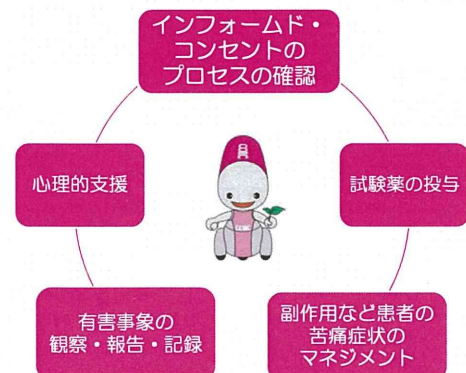 インフォームド・
コンセントの
プロセスの確認
心理的支援
試験薬の投与
有害事象の
観察・報告・記録
副作用など患者の
苦痛症状の
マネジメント